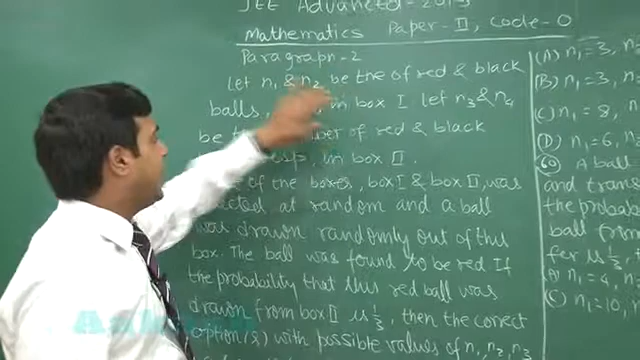 JEE Advanced - 2015
Mathematics Paper - II, Code - 0
Paragraph - 2
Let n₁ & n₂ be the of red & black
balls, in box I let n₃ & n₄
be of red & black
resp, in box II.
of the boxes, box I & box II, was
at random and a ball
was drawn randomly out of this
box. The ball was found to be red If
the probability that this red ball was
drawn from box II is 1/3, then the correct
option(s) with possible values of n₁, n₂, n₃
(A) n₁ = 3, n₂
(B) n₁ = 3, n
(C) n₁ = 8,
(D) n₁ = 6,
60 A ball
and trans
the probab
ball from
fer is 1/3,
(A) n₁ = 4, n
(C) n₁ = 10,